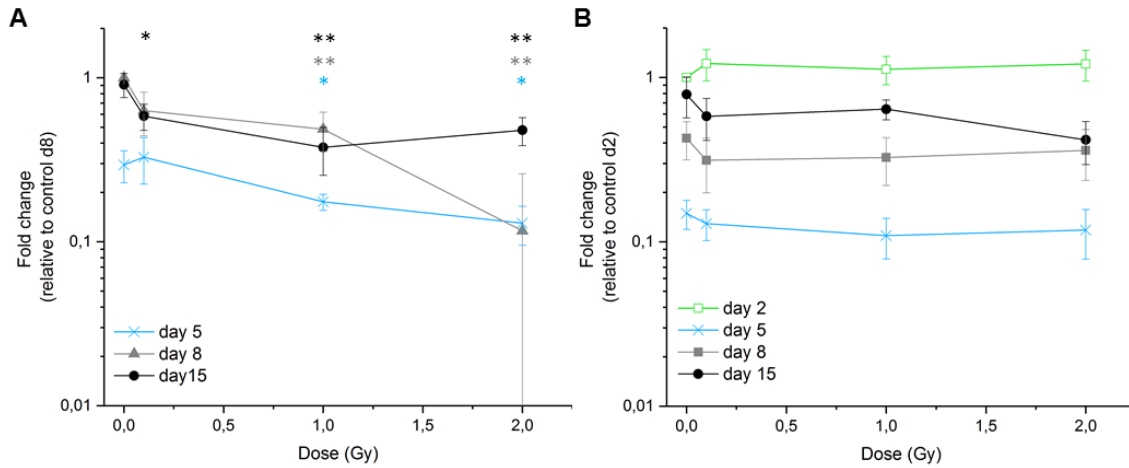 A
B
* ** **
** **
* *
Fold change
(relative to control d8)
1
0,1
0,01
day 5
day 8
day15
0,0 0,5 1,0 1,5 2,0
Dose (Gy)
Fold change
(relative to control d2)
1
0,1
0,01
day 2
day 5
day 8
day 15
0,0 0,5 1,0 1,5 2,0
Dose (Gy)